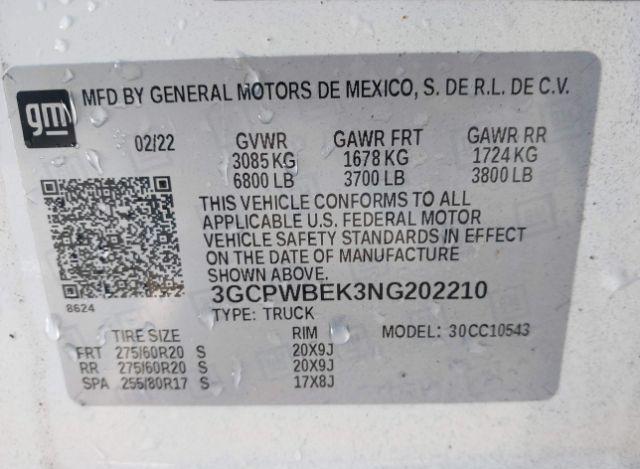 gm
MFD BY GENERAL MOTORS DE MEXICO, S. DE R.L. DE C.V.
02/22 GVWR GAWR FRT GAWR RR
3085 KG 1678 KG 1724 KG
6800 LB 3700 LB 3800 LB
THIS VEHICLE CONFORMS TO ALL
APPLICABLE U.S. FEDERAL MOTOR
VEHICLE SAFETY STANDARDS IN EFFECT
ON THE DATE OF MANUFACTURE
SHOWN ABOVE.
3GCPWBEK3NG202210
8624
TYPE: TRUCK
TIRE SIZE RIM MODEL: 30CC10543
FRT 275/60R20 S 20X9J
RR 275/60R20 S 20X9J
SPA 255/80R17 S 17X8J